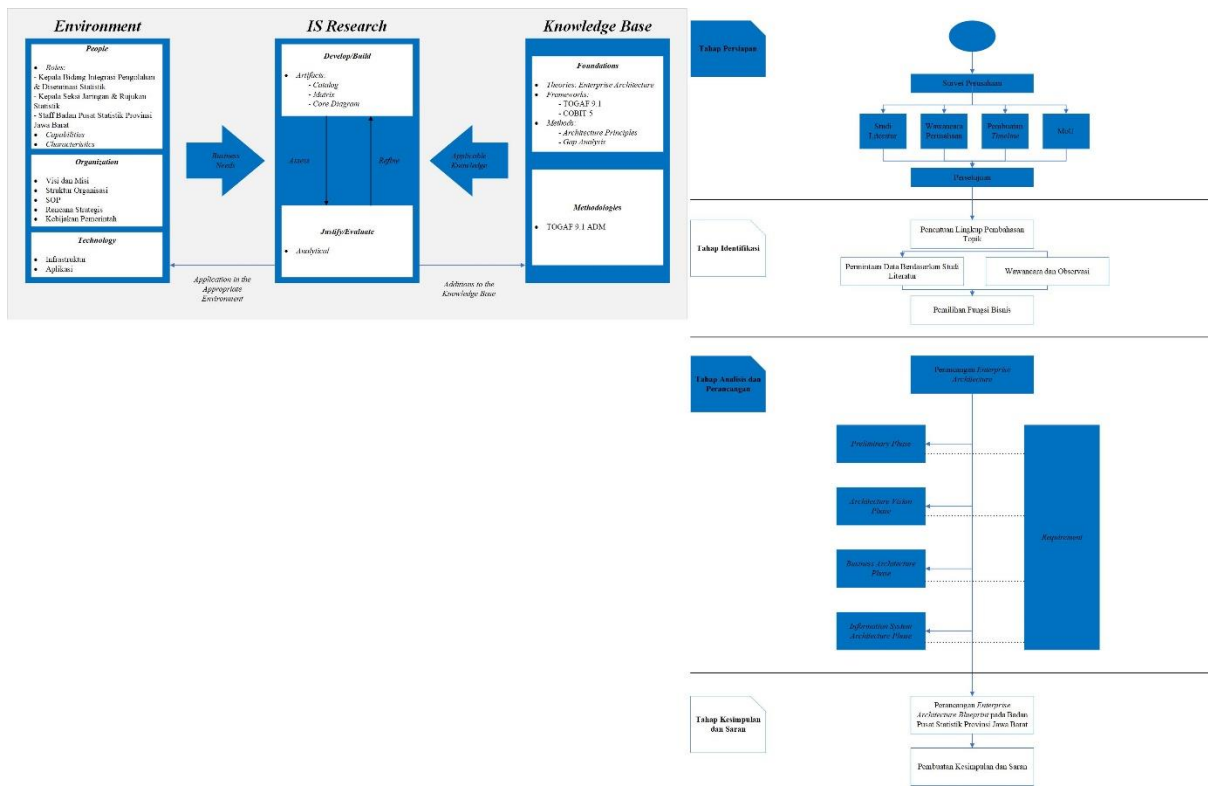 Environment
People
• Roles:
- Kepala Bidang Integrasi Pengolahan
& Diseminasi Statistik
- Kepala Seksi Jaringan & Rujukan
Statistik
- Staff Badan Pusat Statistik Provinsi
Jawa Barat
• Capabilities
• Characteristics
Organization
• Visi dan Misi
• Struktur Organisasi
• SOP
• Rencana Strategis
• Kebijakan Pemerintah
Technology
• Infrastruktur
• Aplikasi
Business
Needs
Application in the
Appropriate
Environment
IS Research
Develop/Build
• Artifacts:
- Catalog
- Matrix
- Core Diagram
Assess
Refine
Justify/Evaluate
• Analytical
Applicable
Knowledge
Additions to the
Knowledge Base
Knowledge Base
Foundations
• Theories: Enterprise Architecture
• Frameworks:
- TOGAF 9.1
- COBIT 5
• Methods:
- Architecture Principles
- Gap Analysis
Methodologies
• TOGAF 9.1 ADM
Tahap Persiapan
Survei Perusahaan
Studi
Literatur
Wawancara
Perusahaan
Pembuatan
Timeline
MoU
Persetujuan
Tahap Identifikasi
Penentuan Lingkup Pembahasan
Topik
Permintaan Data Berdasarkan Studi
Literatur
Wawancara dan Observasi
Pemilihan Fungsi Bisnis
Tahap Analisis dan
Perancangan
Perancangan Enterprise
Architecture
Preliminary Phase
Architecture Vision
Phase
Business Architecture
Phase
Information System
Architecture Phase
Requirement
Tahap Kesimpulan
dan Saran
Perancangan Enterprise
Architecture Blueprint pada Badan
Pusat Statistik Provinsi Jawa Barat
Pembuatan Kesimpulan dan Saran